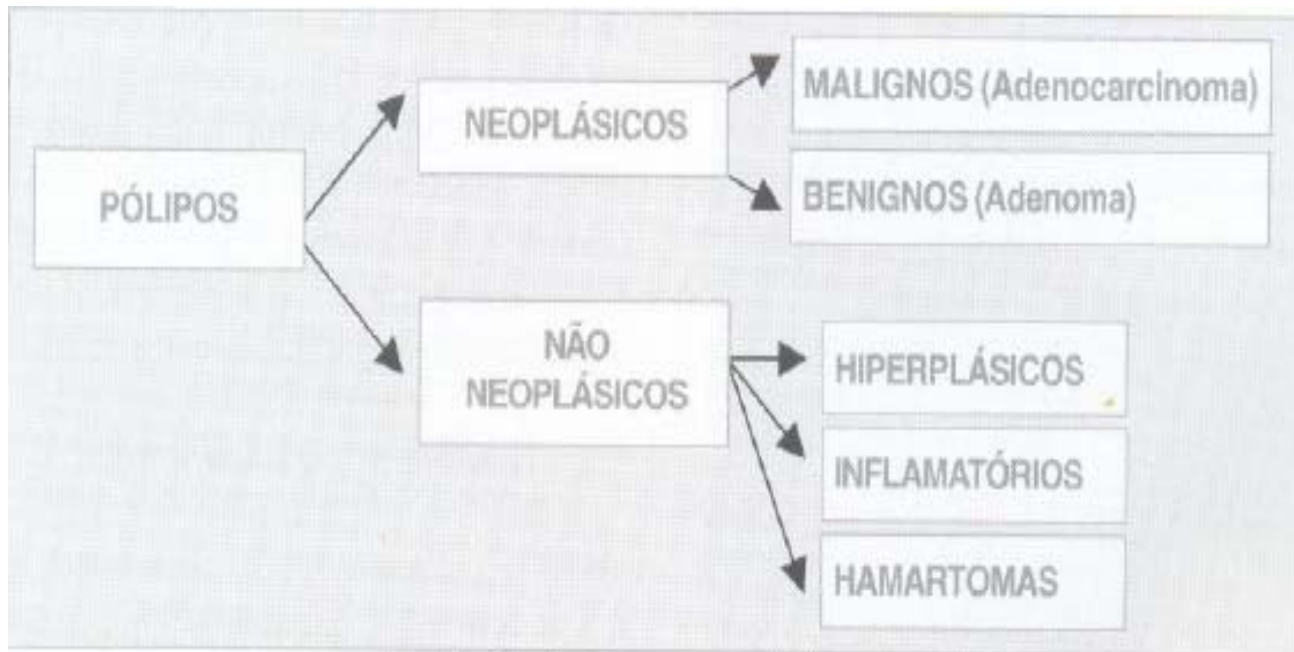 PÓLIPOS
NEOPLÁSICOS
MALIGNOS (Adenocarcinoma)
BENIGNOS (Adenoma)
NÃO
NEOPLÁSICOS
HIPERPLÁSICOS
INFLAMATÓRIOS
HAMARTOMAS